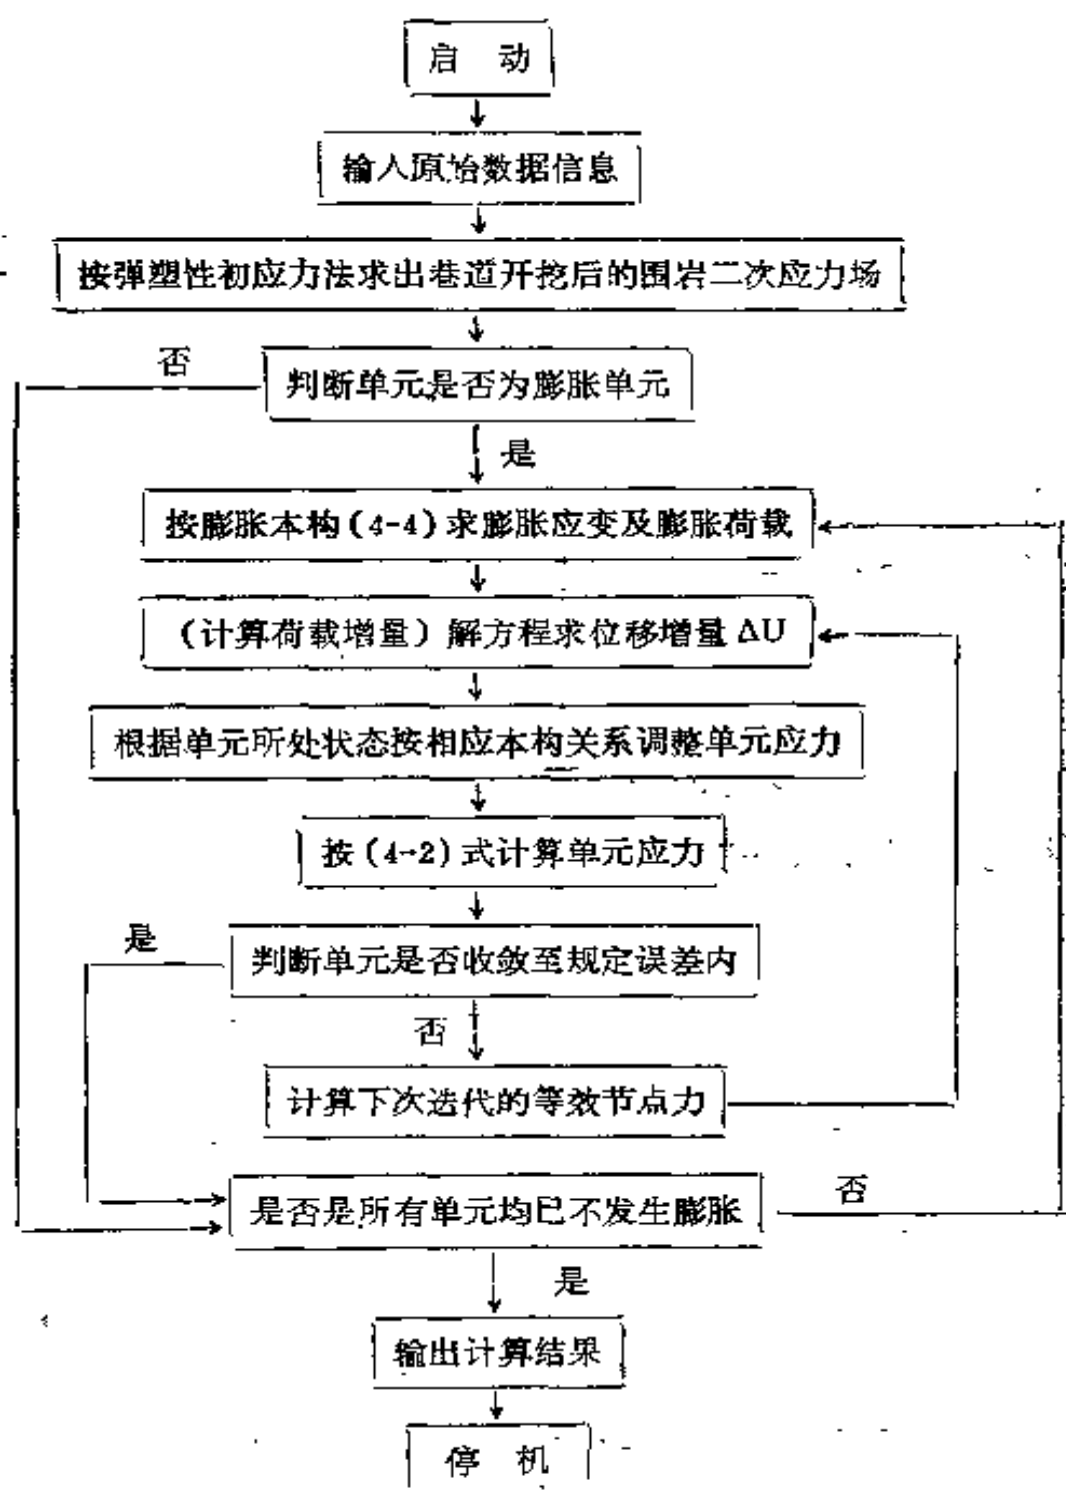 启 动
输入原始数据信息
按弹塑性初应力法求出巷道开挖后的围岩二次应力场
否
判断单元是否为膨胀单元
是
按膨胀本构(4-4)求膨胀应变及膨胀荷载
(计算荷载增量)解方程求位移增量 ΔU
根据单元所处状态按相应本构关系调整单元应力
按(4-2)式计算单元应力
是
判断单元是否收敛至规定误差内
否
计算下次迭代的等效节点力
是否是所有单元均已不发生膨胀
否
是
输出计算结果
停 机